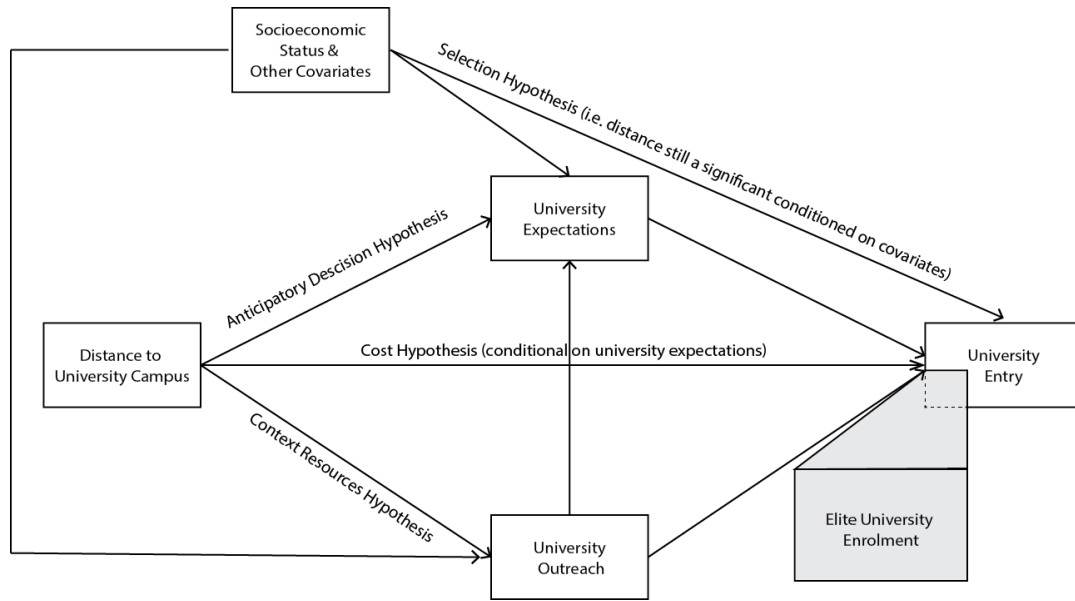 Socioeconomic
Status &
Other Covariates
Selection Hypothesis (i.e. distance still a significant conditioned on covariates)
University
Expectations
Anticipatory Descision Hypothesis
Distance to
University Campus
Cost Hypothesis (conditional on university expectations)
University
Entry
Context Resources Hypothesis
Elite University
Enrolment
University
Outreach